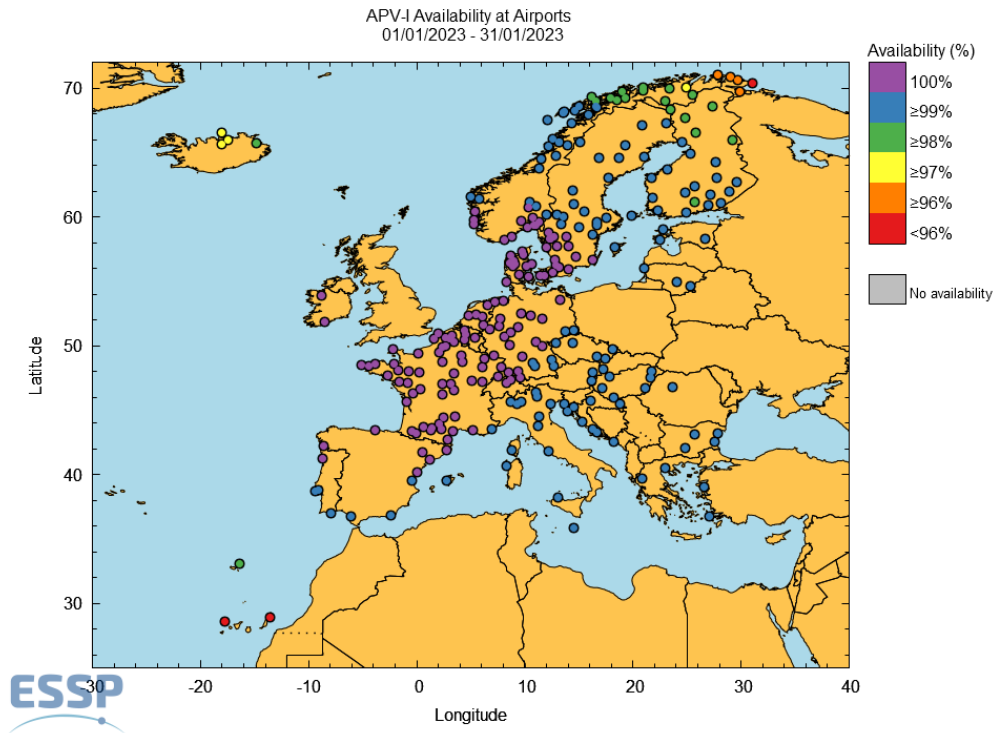 APV-I Availability at Airports
01/01/2023 - 31/01/2023
Availability (%)
100%
≥99%
≥98%
≥97%
≥96%
<96%
No availability
70
60
50
40
30
Latitude
-30
-20
-10
0
10
20
30
40
Longitude
ESSP